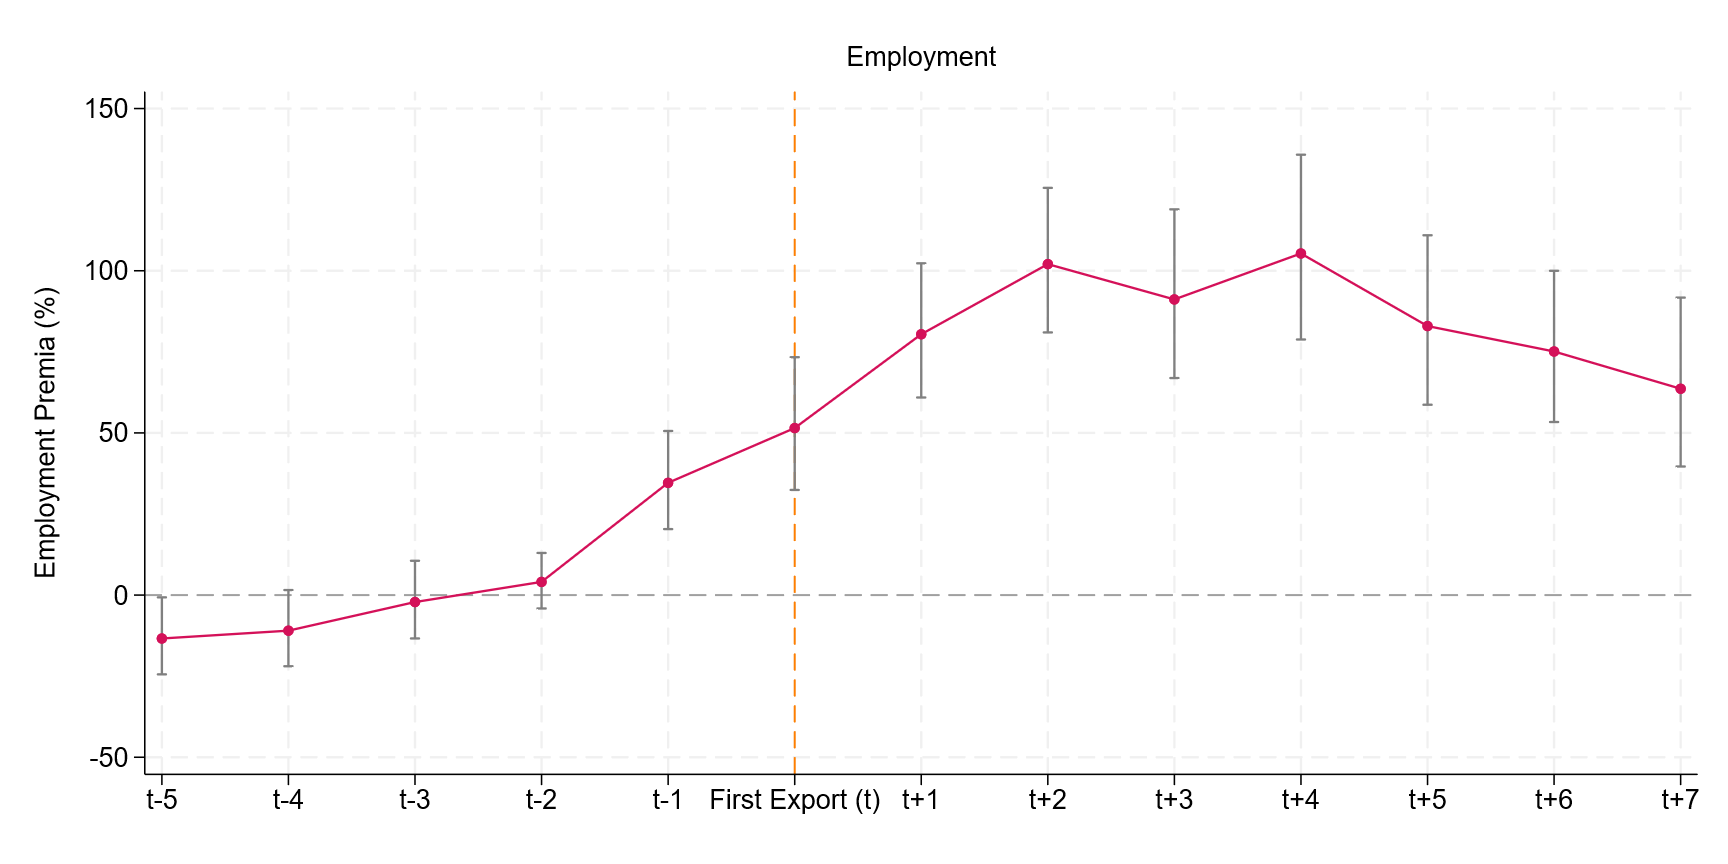 Employment
Employment Premia (%)
150
100
50
0
-50
t-5 t-4 t-3 t-2 t-1 First Export (t) t+1 t+2 t+3 t+4 t+5 t+6 t+7